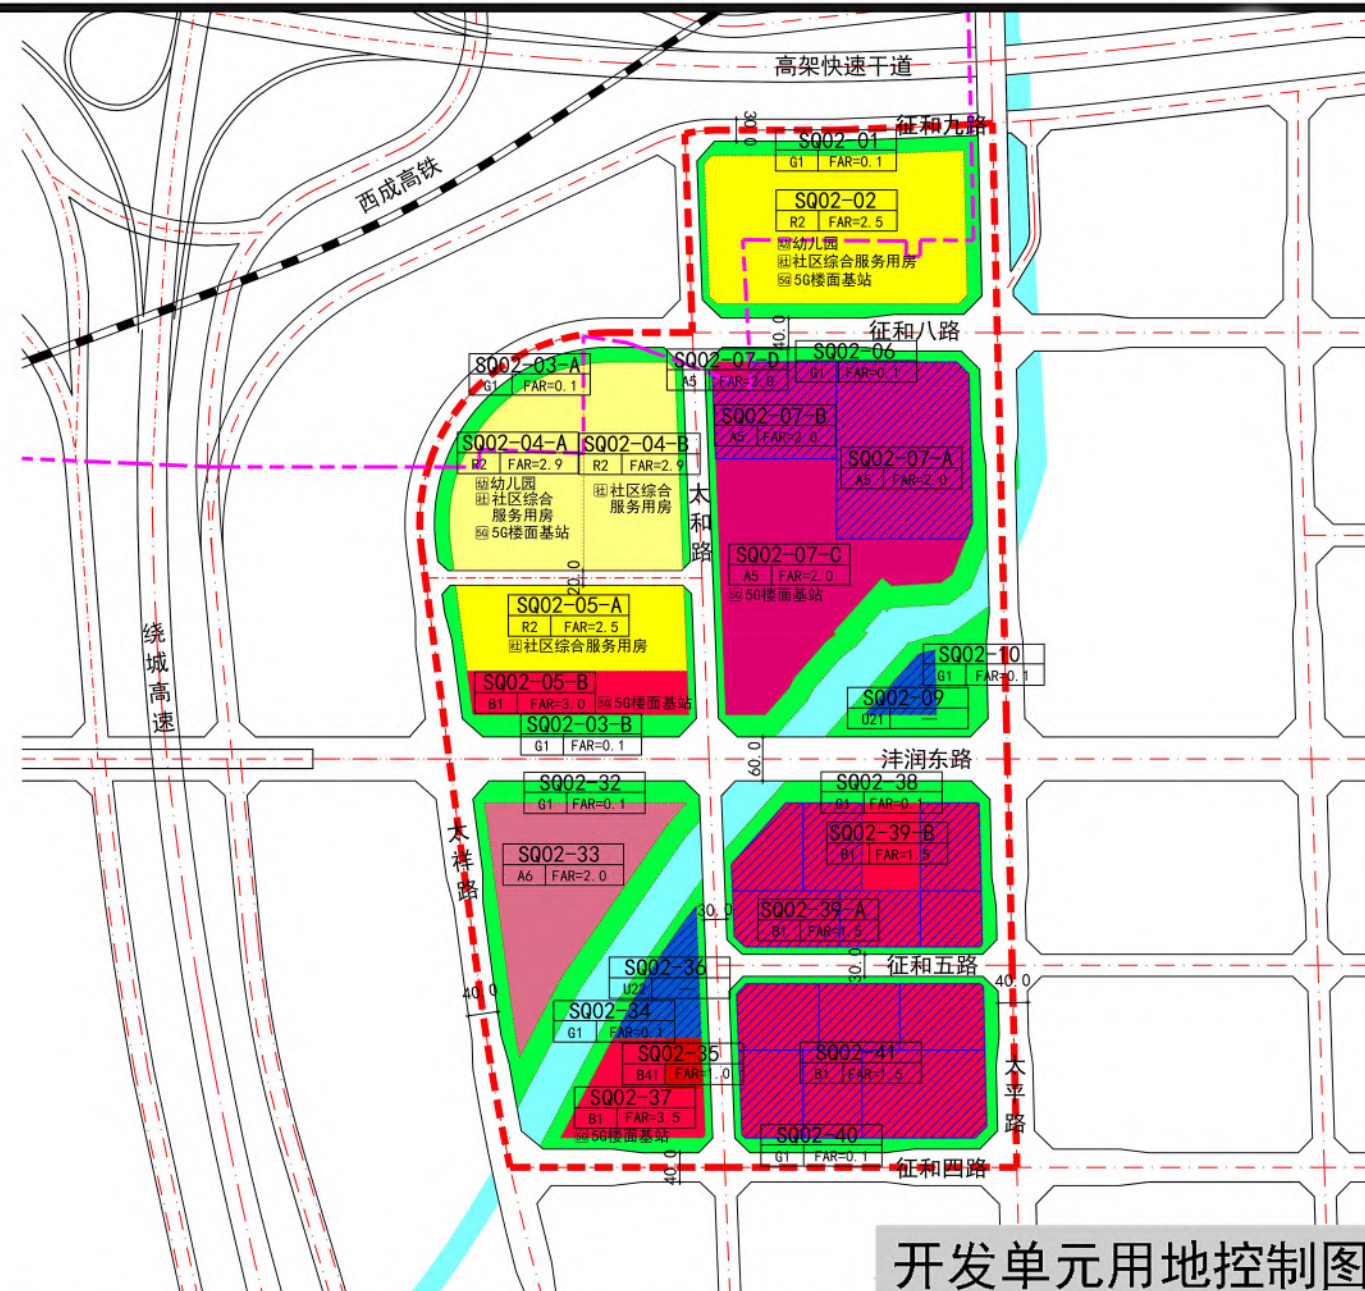 高架快速干道
征和九路
30.0
SQ02-01
G1 FAR=0.1
西成高铁
SQ02-02
R2 FAR=2.5
幼 幼儿园
社 社区综合服务用房
5G 5G楼面基站
征和八路
40.0
SQ02-03-A
G1 FAR=0.1
SQ02-07-D
A5 FAR=2.0
SQ02-06
G1 FAR=0.1
SQ02-07-B
A5 FAR=2.0
SQ02-04-A
R2 FAR=2.9
幼 幼儿园
社 社区综合
服务用房
5G 5G楼面基站
SQ02-04-B
R2 FAR=2.9
社 社区综合
服务用房
SQ02-07-A
A5 FAR=2.0
太和路
SQ02-07-C
A5 FAR=2.0
5G 5G楼面基站
20.0
SQ02-05-A
R2 FAR=2.5
社 社区综合服务用房
绕城高速
SQ02-10
G1 FAR=0.1
SQ02-05-B
B1 FAR=3.0
5G 5G楼面基站
SQ02-09
U21 —
SQ02-03-B
G1 FAR=0.1
60.0
沣润东路
SQ02-32
G1 FAR=0.1
SQ02-38
G1 FAR=0.1
太祥路
SQ02-39-B
B1 FAR=1.5
SQ02-33
A6 FAR=2.0
30.0
SQ02-39-A
B1 FAR=1.5
SQ02-36
U22 —
30.0
征和五路
40.0
40.0
SQ02-34
G1 FAR=0.1
SQ02-35
B41 FAR=1.0
SQ02-41
B1 FAR=1.5
太平路
SQ02-37
B1 FAR=3.5
5G 5G楼面基站
SQ02-40
G1 FAR=0.1
40.0
征和四路
开发单元用地控制图